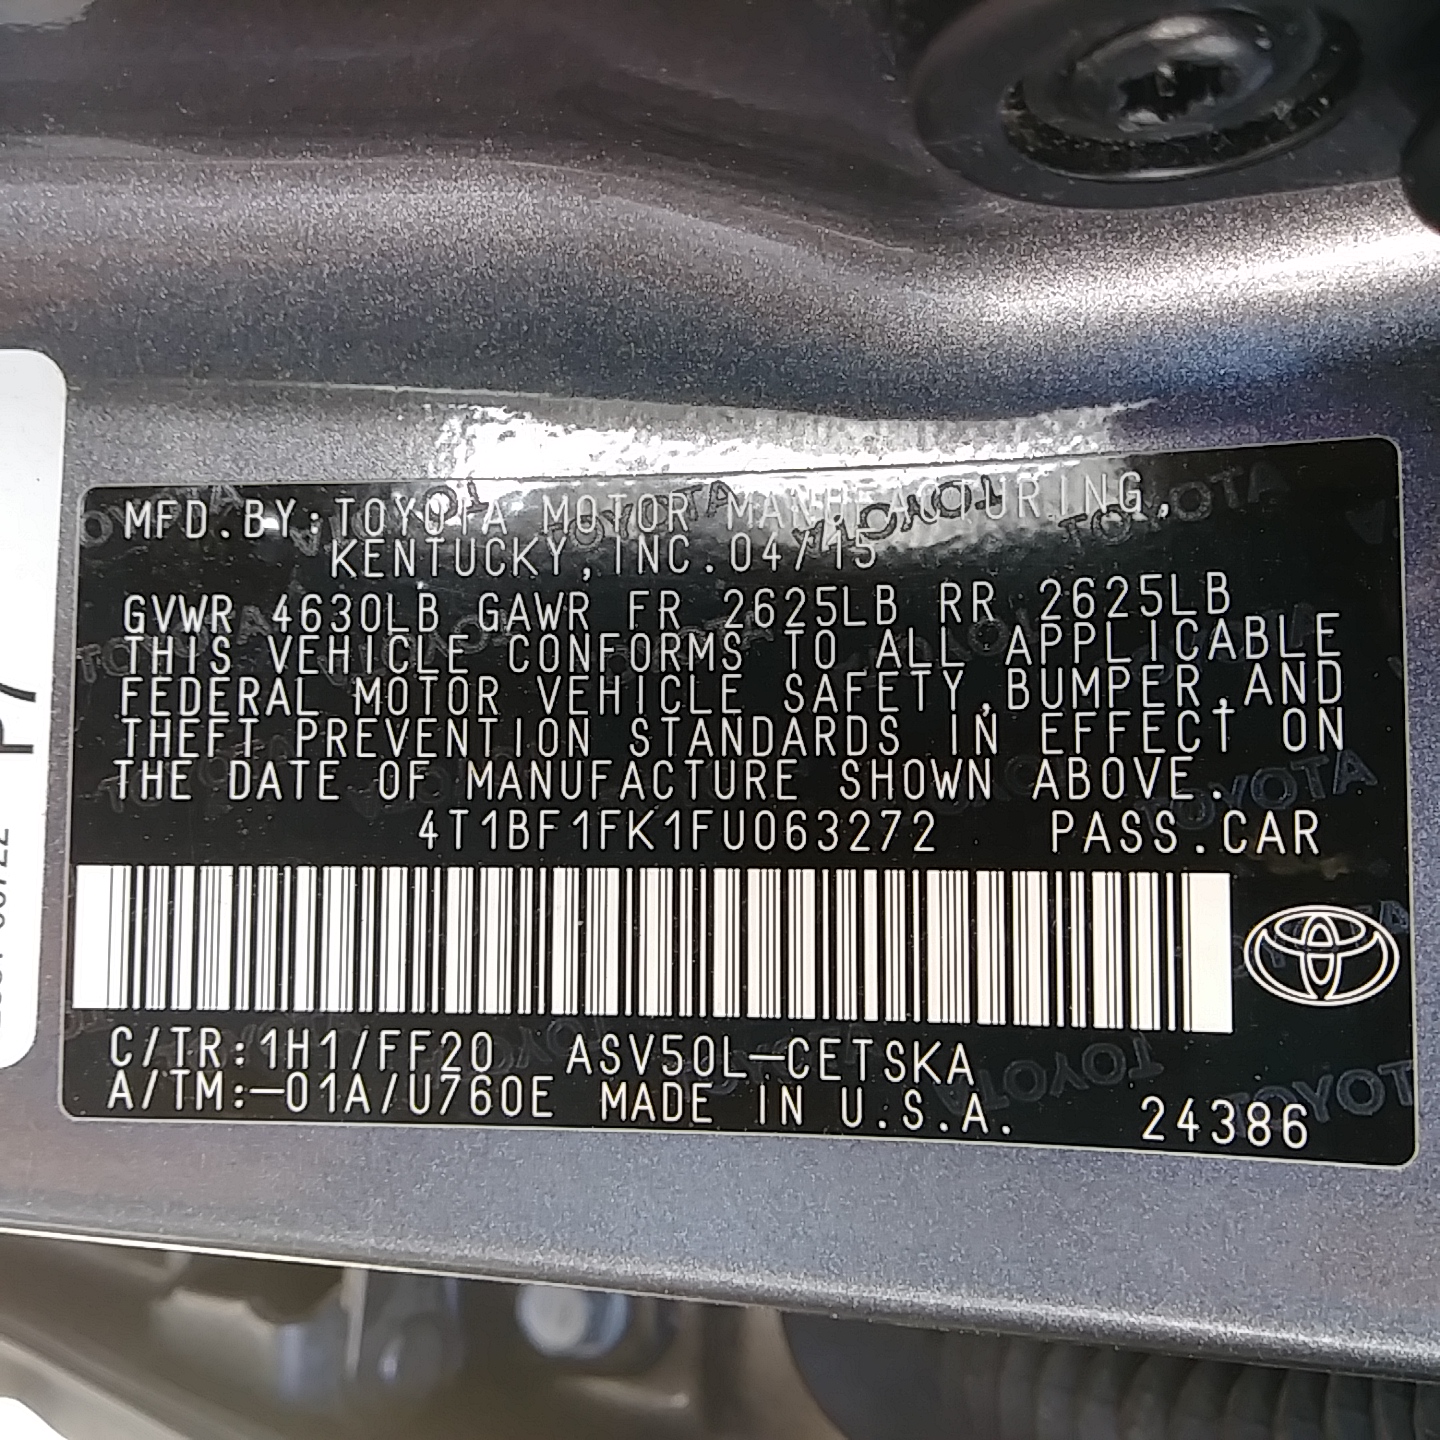 MFD.BY:TOYOTA MOTOR MANUFACTURING,
KENTUCKY,INC.04/15
GVWR 4630LB GAWR FR 2625LB RR 2625LB
THIS VEHICLE CONFORMS TO ALL APPLICABLE
FEDERAL MOTOR VEHICLE SAFETY,BUMPER,AND
THEFT PREVENTION STANDARDS IN EFFECT ON
THE DATE OF MANUFACTURE SHOWN ABOVE.
4T1BF1FK1FU063272 PASS.CAR
C/TR:1H1/FF20 ASV50L-CETSKA
A/TM:-01A/U760E MADE IN U.S.A. 24386
P7